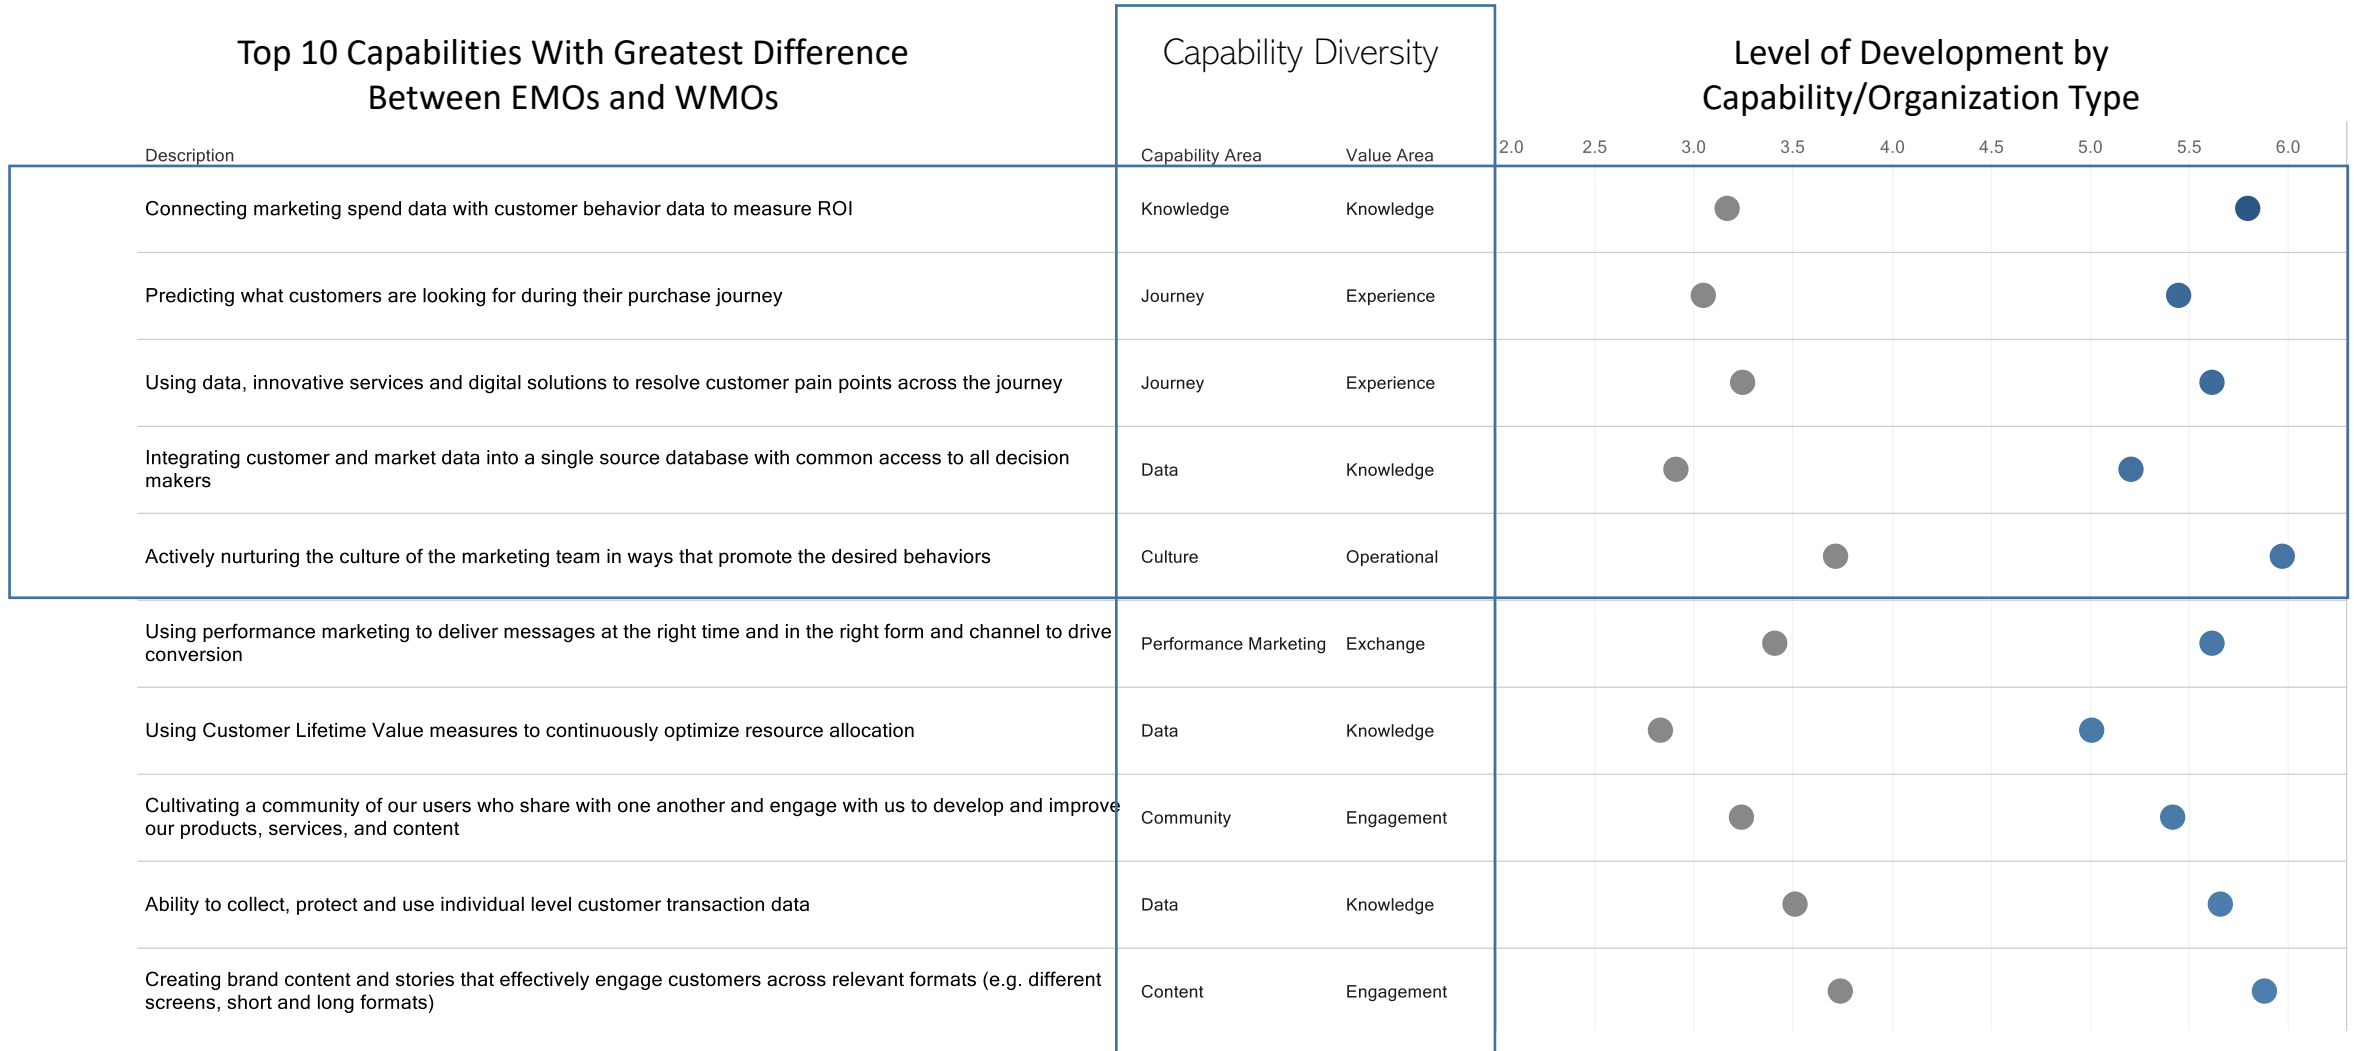 Top 10 Capabilities With Greatest Difference
Between EMOs and WMOs
Capability Diversity
Level of Development by
Capability/Organization Type
Description
Capability Area
Value Area
2.0 2.5 3.0 3.5 4.0 4.5 5.0 5.5 6.0
Connecting marketing spend data with customer behavior data to measure ROI
Knowledge
Knowledge
Predicting what customers are looking for during their purchase journey
Journey
Experience
Using data, innovative services and digital solutions to resolve customer pain points across the journey
Journey
Experience
Integrating customer and market data into a single source database with common access to all decision
makers
Data
Knowledge
Actively nurturing the culture of the marketing team in ways that promote the desired behaviors
Culture
Operational
Using performance marketing to deliver messages at the right time and in the right form and channel to drive
conversion
Performance Marketing
Exchange
Using Customer Lifetime Value measures to continuously optimize resource allocation
Data
Knowledge
Cultivating a community of our users who share with one another and engage with us to develop and improve
our products, services, and content
Community
Engagement
Ability to collect, protect and use individual level customer transaction data
Data
Knowledge
Creating brand content and stories that effectively engage customers across relevant formats (e.g. different
screens, short and long formats)
Content
Engagement